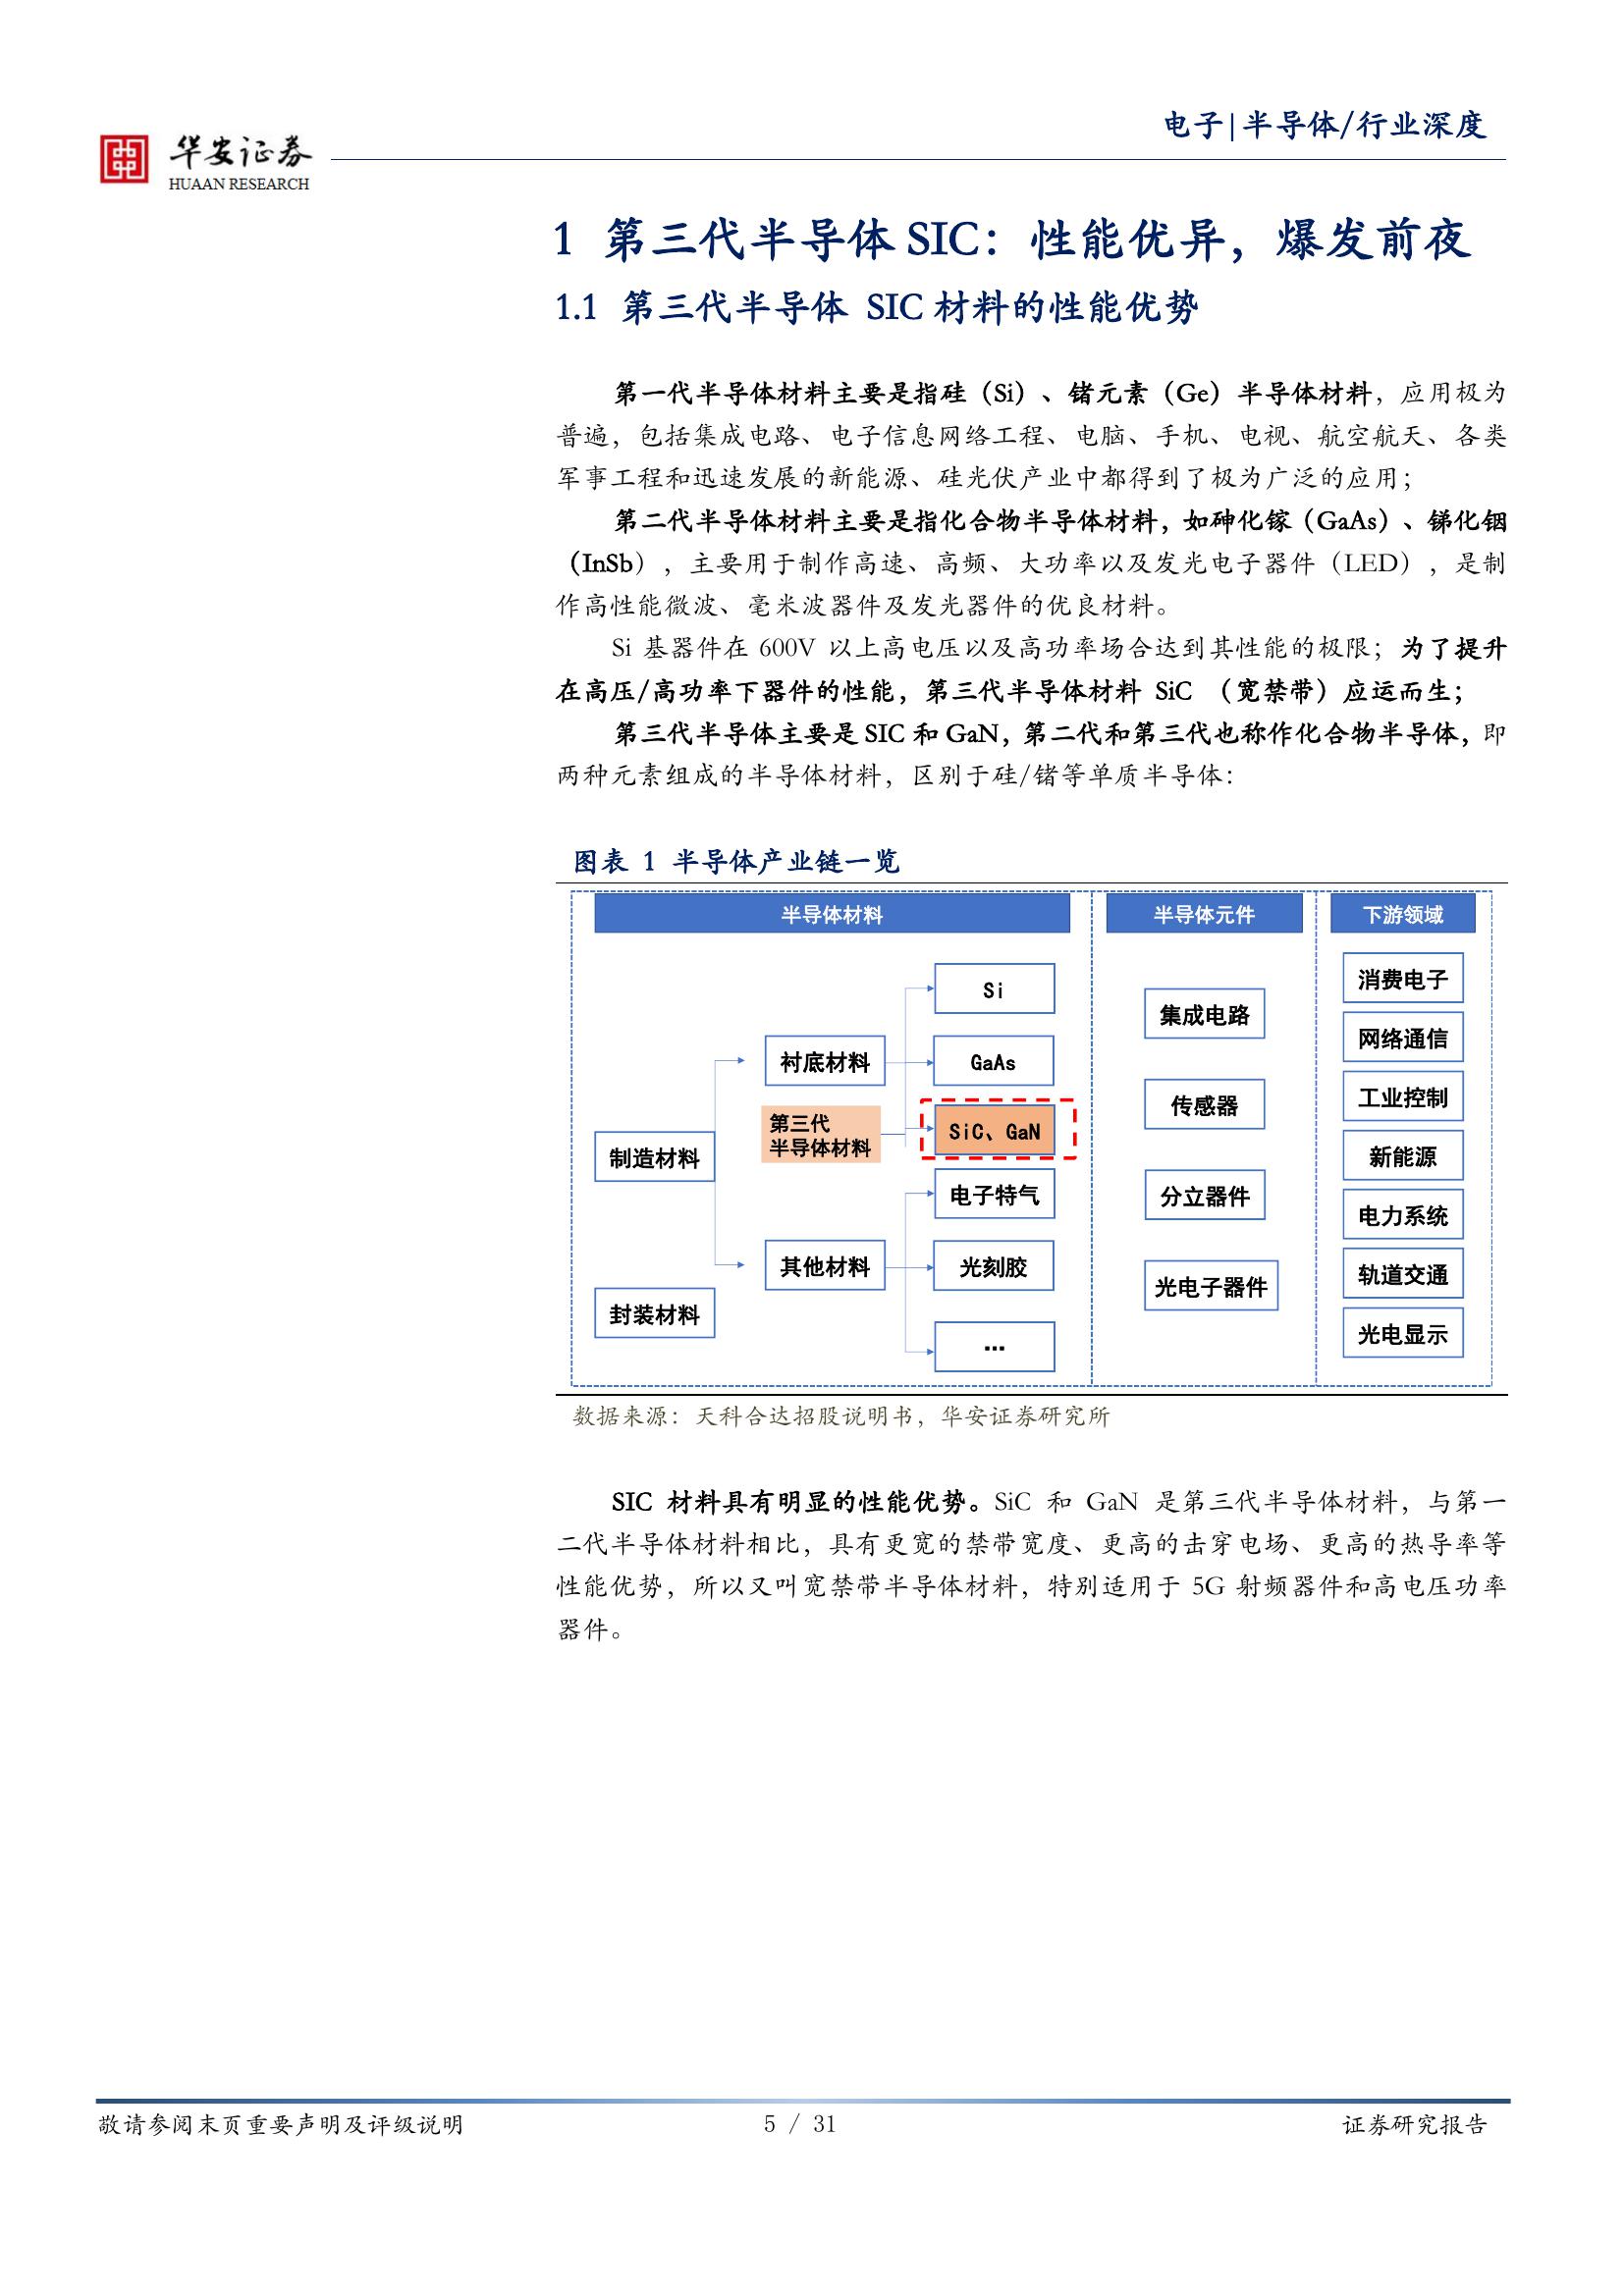 电子|半导体/行业深度
华安证券
HUAAN RESEARCH
1 第三代半导体 SIC：性能优异，爆发前夜
1.1 第三代半导体 SIC 材料的性能优势
第一代半导体材料主要是指硅（Si）、锗元素（Ge）半导体材料，应用极为
普遍，包括集成电路、电子信息网络工程、电脑、手机、电视、航空航天、各类
军事工程和迅速发展的新能源、硅光伏产业中都得到了极为广泛的应用；
第二代半导体材料主要是指化合物半导体材料，如砷化镓（GaAs）、锑化铟
（InSb），主要用于制作高速、高频、大功率以及发光电子器件（LED），是制
作高性能微波、毫米波器件及发光器件的优良材料。
Si 基器件在 600V 以上高电压以及高功率场合达到其性能的极限；为了提升
在高压/高功率下器件的性能，第三代半导体材料 SiC （宽禁带）应运而生；
第三代半导体主要是 SIC 和 GaN，第二代和第三代也称作化合物半导体，即
两种元素组成的半导体材料，区别于硅/锗等单质半导体：
图表 1 半导体产业链一览
半导体材料
半导体元件
下游领域
制造材料
封装材料
衬底材料
第三代
半导体材料
其他材料
Si
GaAs
SiC、GaN
电子特气
光刻胶
…
集成电路
传感器
分立器件
光电子器件
消费电子
网络通信
工业控制
新能源
电力系统
轨道交通
光电显示
数据来源：天科合达招股说明书，华安证券研究所
SIC 材料具有明显的性能优势。SiC 和 GaN 是第三代半导体材料，与第一
二代半导体材料相比，具有更宽的禁带宽度、更高的击穿电场、更高的热导率等
性能优势，所以又叫宽禁带半导体材料，特别适用于 5G 射频器件和高电压功率
器件。
敬请参阅末页重要声明及评级说明
5 / 31
证券研究报告